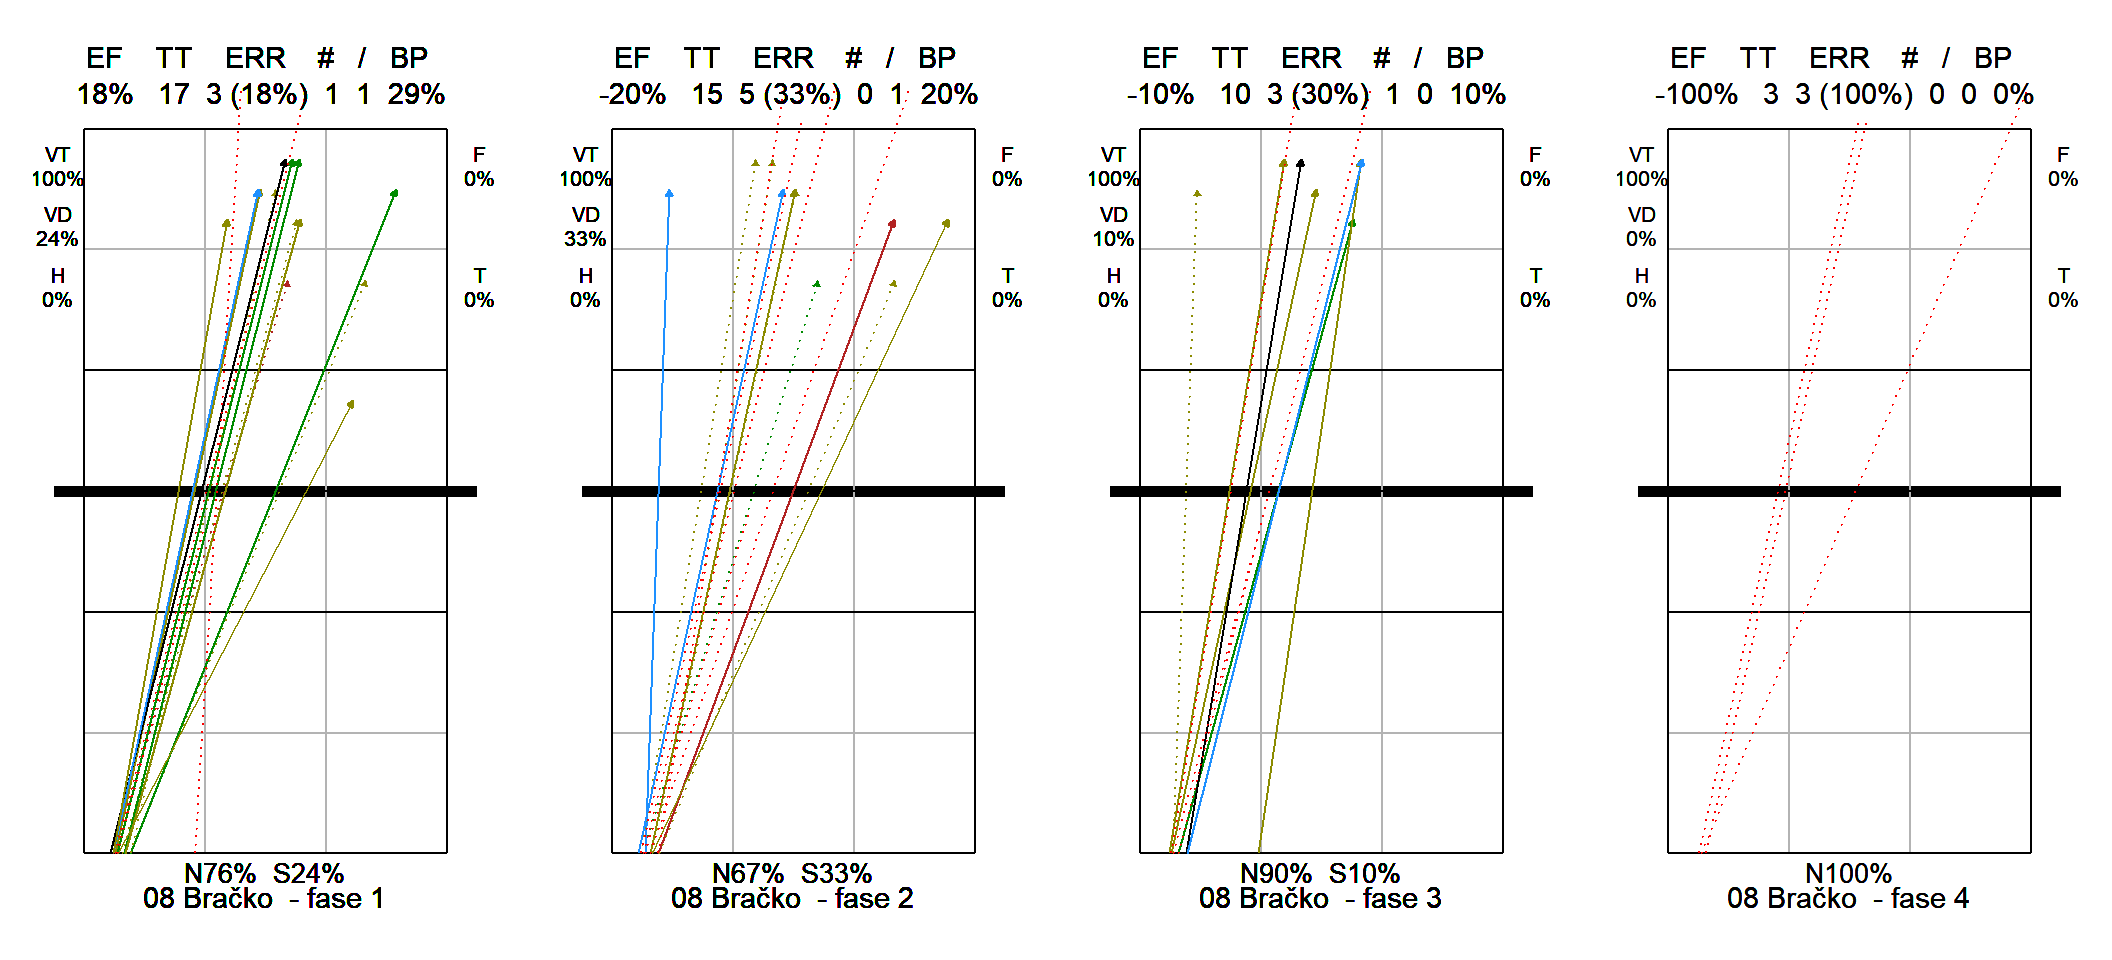 EF TT ERR # / BP
18% 17 3 (18%) 1 1 29%
VT
100%
VD
24%
H
0%
F
0%
T
0%
N76% S24%
08 Bračko - fase 1
EF TT ERR # / BP
-20% 15 5 (33%) 0 1 20%
VT
100%
VD
33%
H
0%
F
0%
T
0%
N67% S33%
08 Bračko - fase 2
EF TT ERR # / BP
-10% 10 3 (30%) 1 0 10%
VT
100%
VD
10%
H
0%
F
0%
T
0%
N90% S10%
08 Bračko - fase 3
EF TT ERR # / BP
-100% 3 3 (100%) 0 0 0%
VT
100%
VD
0%
H
0%
F
0%
T
0%
N100%
08 Bračko - fase 4